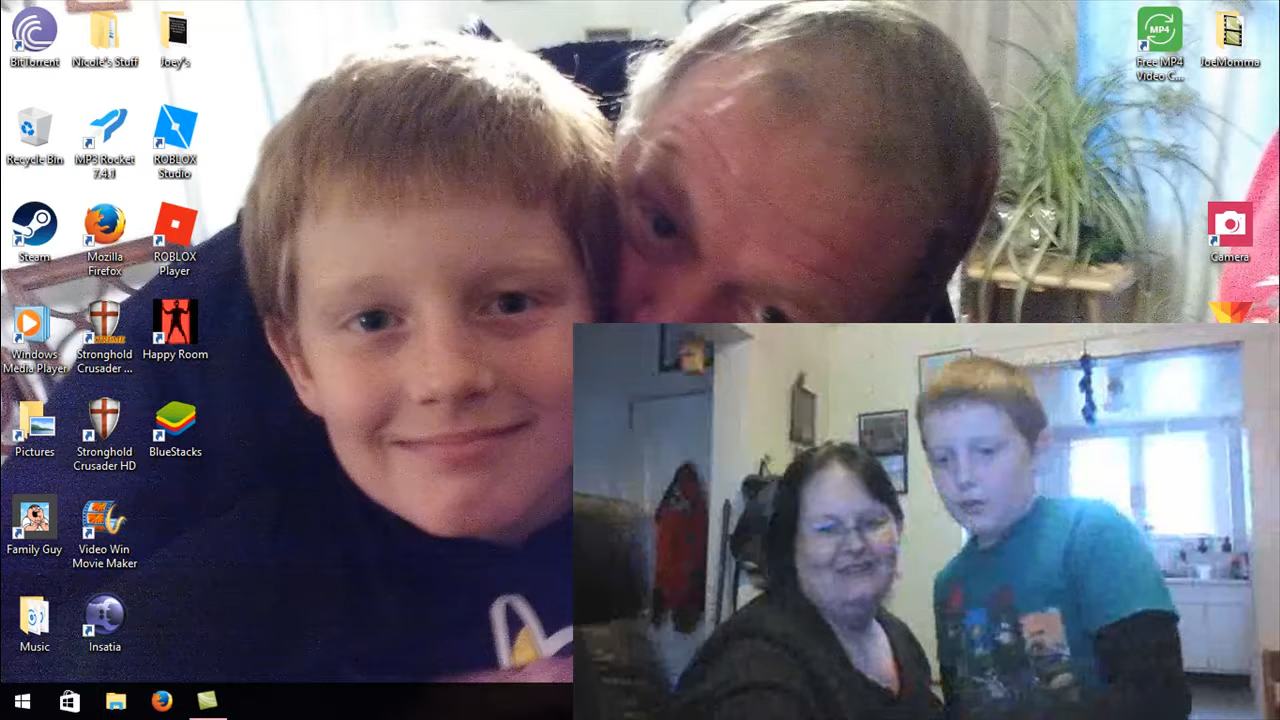 BitTorrent
Nicole's Stuff
Joey's
MP4
Free MP4
Video C...
JoeMomma
Recycle Bin
MP3 Rocket
7.4.1
ROBLOX
Studio
Steam
Mozilla
Firefox
ROBLOX
Player
Camera
Windows
Media Player
Stronghold
Crusader ...
Happy Room
Pictures
Stronghold
Crusader HD
BlueStacks
Family Guy
Video Win
Movie Maker
Music
Insatia